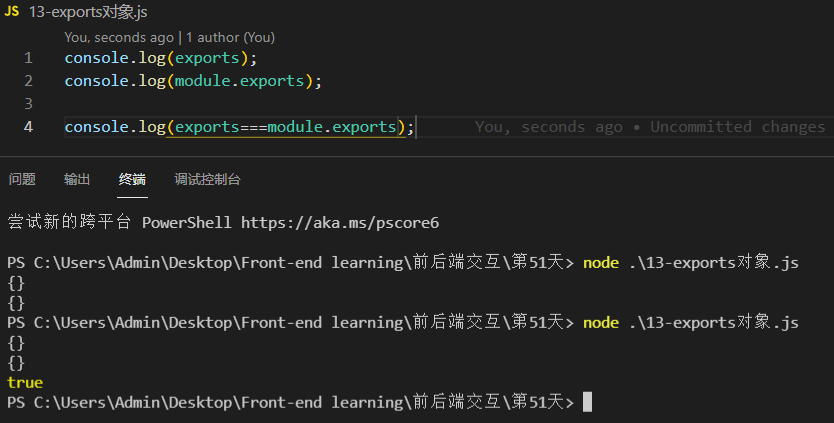 JS 13-exports对象.js
You, seconds ago | 1 author (You)
1 console.log(exports);
2 console.log(module.exports);
3
4 console.log(exports===module.exports); You, seconds ago • Uncommitted changes
问题 输出 终端 调试控制台
尝试新的跨平台 PowerShell https://aka.ms/pscore6
PS C:\Users\Admin\Desktop\Front-end learning\前后端交互\第51天> node .\13-exports对象.js
{}
{}
PS C:\Users\Admin\Desktop\Front-end learning\前后端交互\第51天> node .\13-exports对象.js
{}
{}
true
PS C:\Users\Admin\Desktop\Front-end learning\前后端交互\第51天>